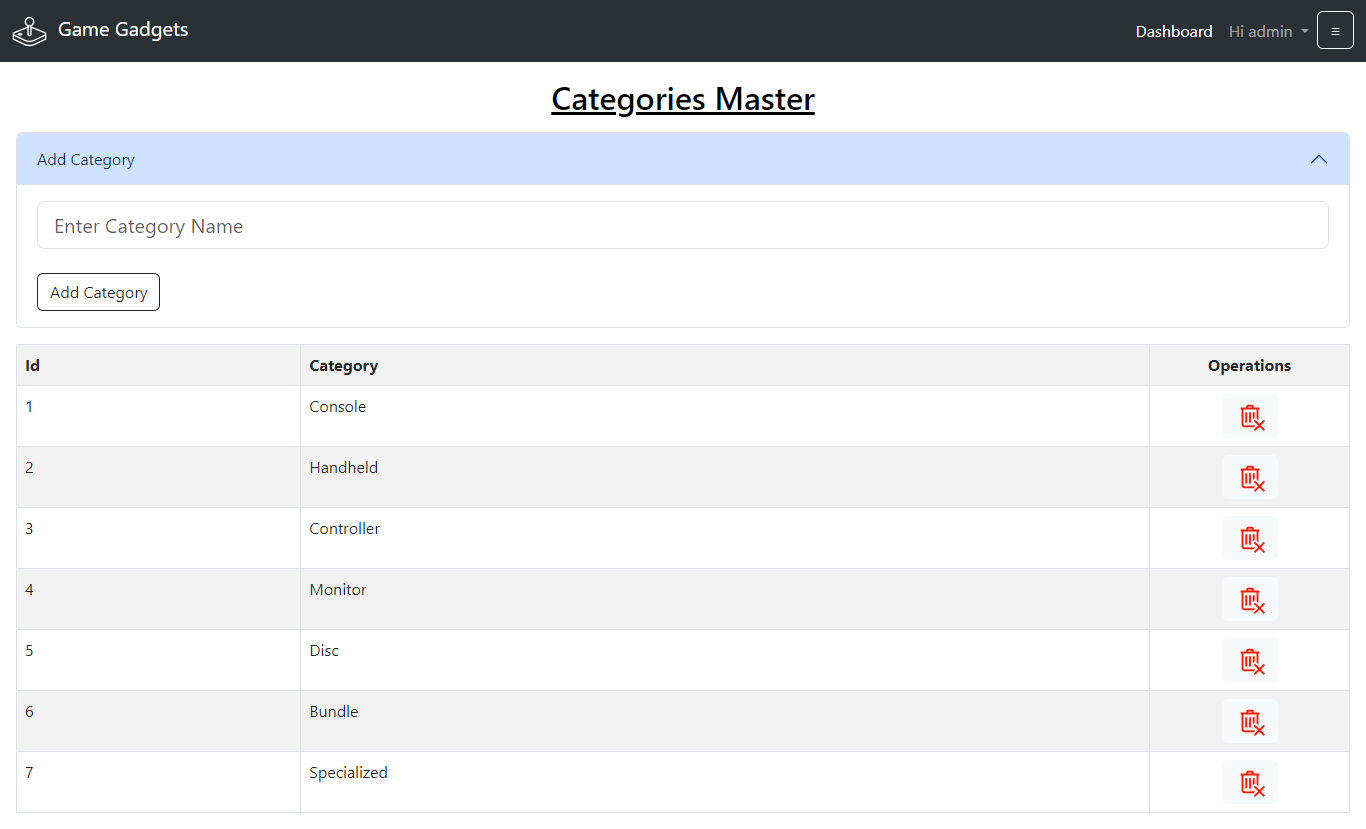 Game Gadgets
Dashboard Hi admin
Categories Master
Add Category
Enter Category Name
Add Category
Id Category Operations
1 Console
2 Handheld
3 Controller
4 Monitor
5 Disc
6 Bundle
7 Specialized